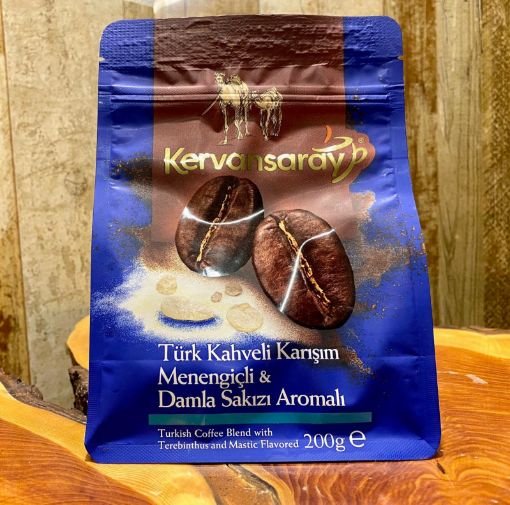 Kervansaray
Türk Kahveli Karışım
Menengiçli &
Damla Sakızı Aromalı
Turkish Coffee Blend with
Terebinthus and Mastic Flavored 200g ℮